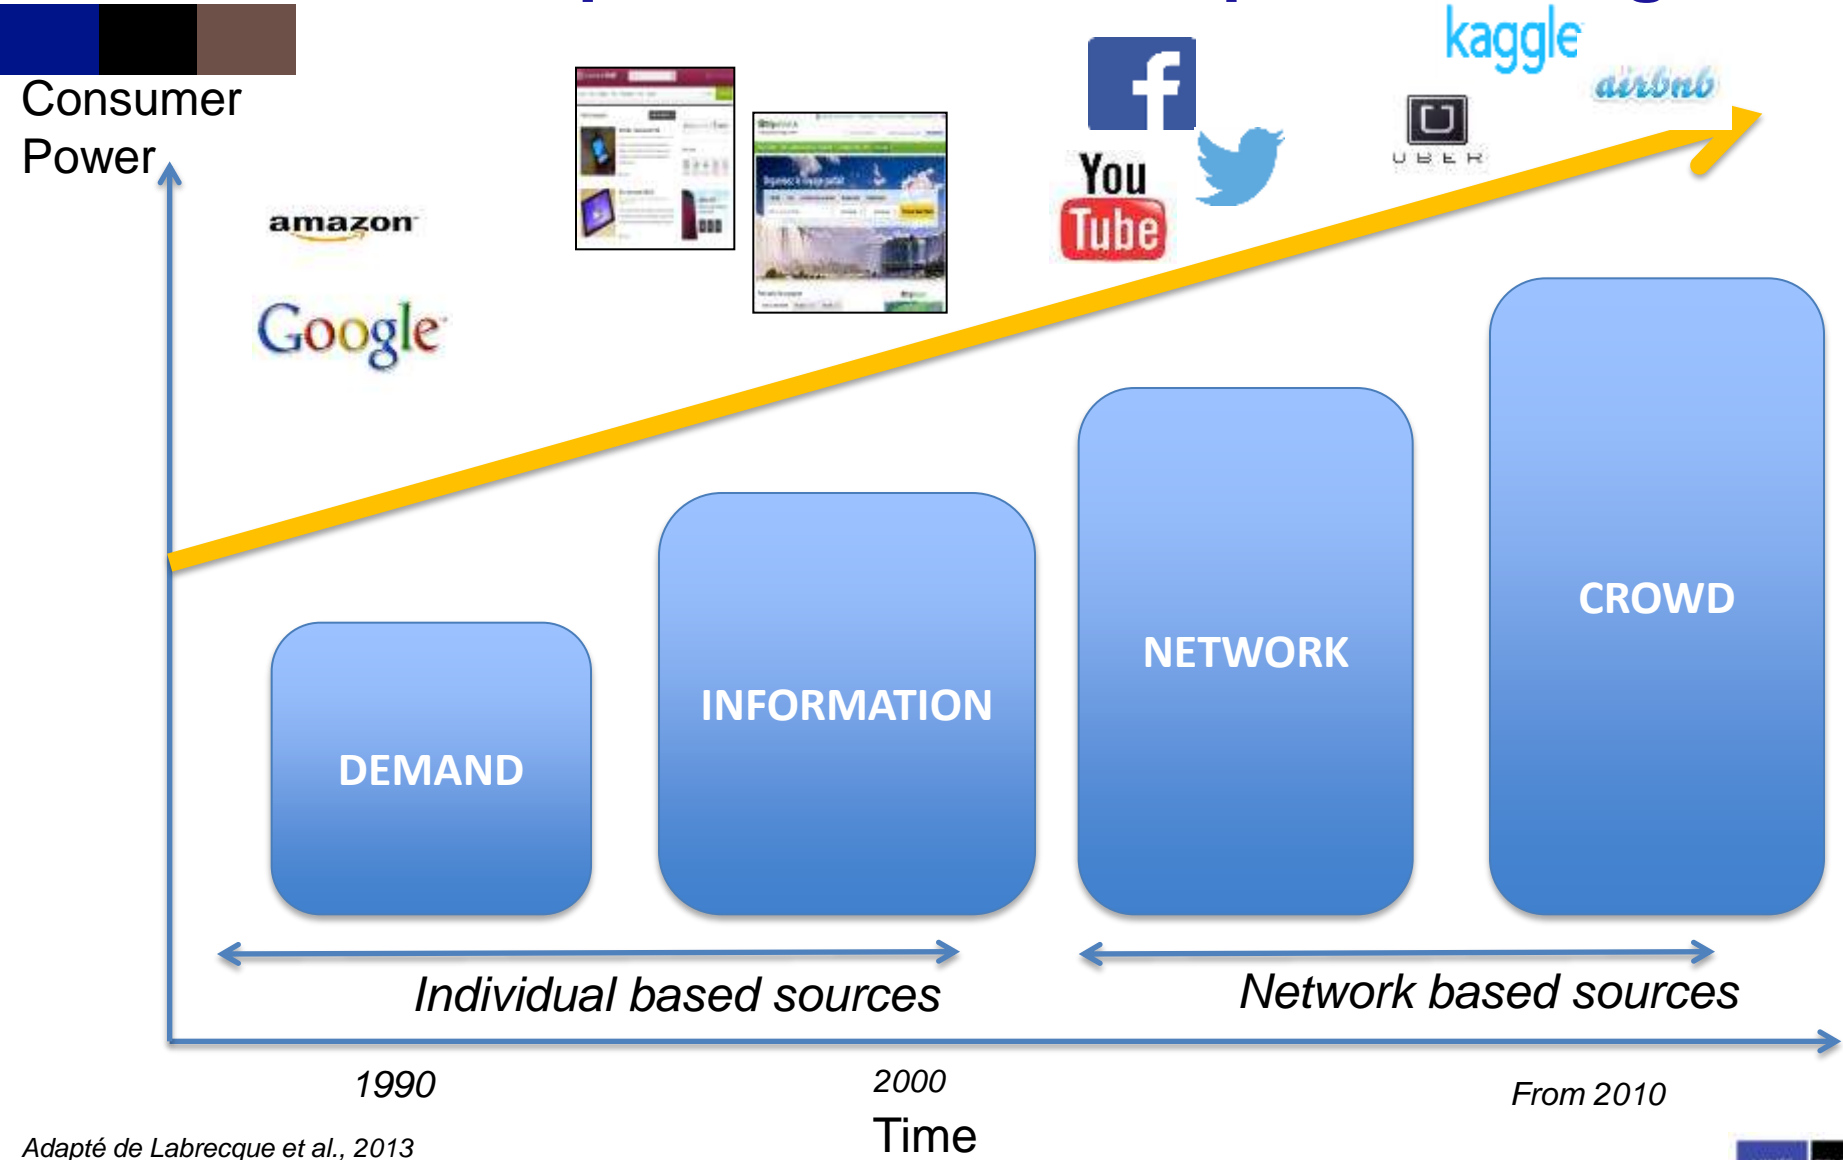 Consumer
Power
amazon
Google
f
You
Tube
kaggle
airbnb
UBER
CROWD
NETWORK
INFORMATION
DEMAND
Individual based sources
Network based sources
1990
2000
From 2010
Time
Adapté de Labrecque et al., 2013